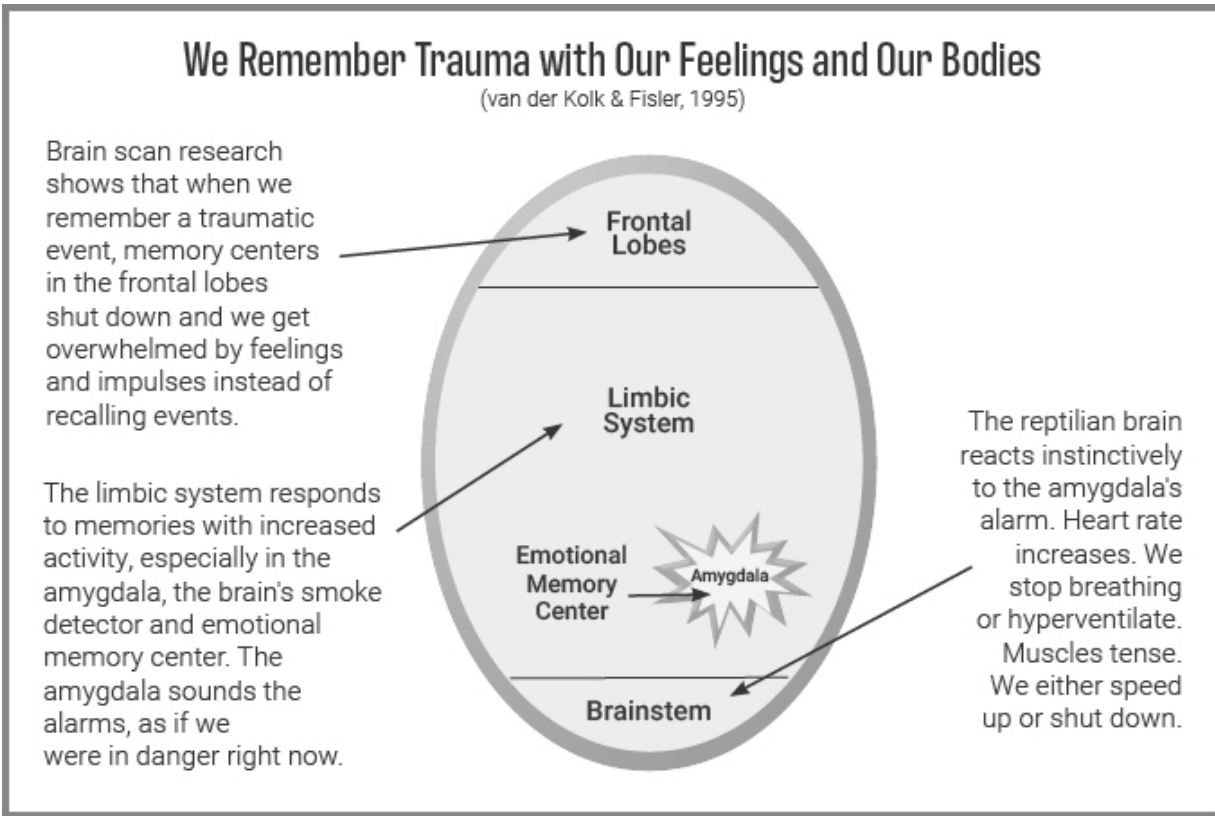 We Remember Trauma with Our Feelings and Our Bodies
(van der Kolk & Fisler, 1995)
Brain scan research
shows that when we
remember a traumatic
event, memory centers
in the frontal lobes
shut down and we get
overwhelmed by feelings
and impulses instead of
recalling events.
The limbic system responds
to memories with increased
activity, especially in the
amygdala, the brain's smoke
detector and emotional
memory center. The
amygdala sounds the
alarms, as if we
were in danger right now.
Frontal
Lobes
Limbic
System
Emotional
Memory
Center
Amygdala
Brainstem
The reptilian brain
reacts instinctively
to the amygdala's
alarm. Heart rate
increases. We
stop breathing
or hyperventilate.
Muscles tense.
We either speed
up or shut down.